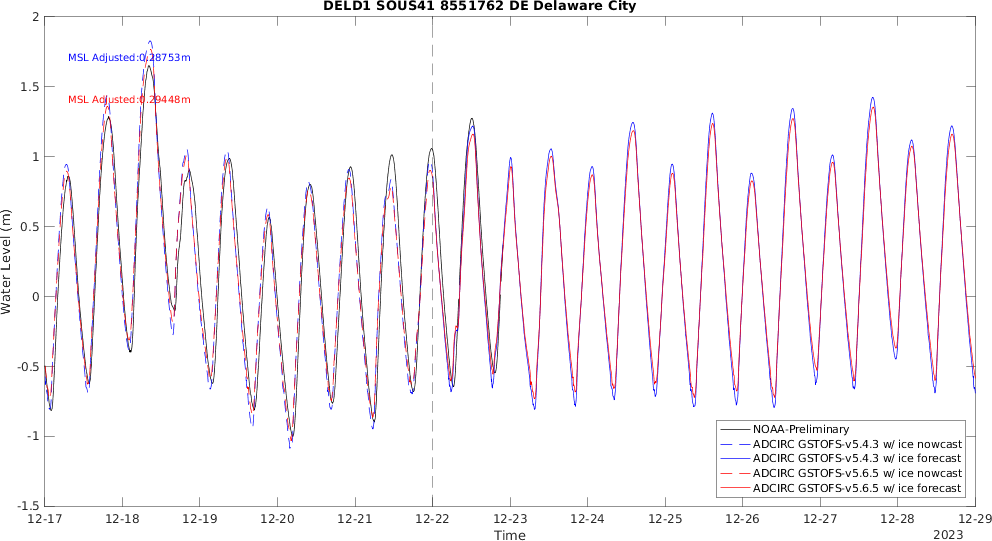 DELD1 SOUS41 8551762 DE Delaware City
2
1.5
1
0.5
0
-0.5
-1
-1.5
Water Level (m)
MSL Adjusted:0.28753m
MSL Adjusted:0.29448m
NOAA-Preliminary
ADCIRC GSTOFS-v5.4.3 w/ ice nowcast
ADCIRC GSTOFS-v5.4.3 w/ ice forecast
ADCIRC GSTOFS-v5.6.5 w/ ice nowcast
ADCIRC GSTOFS-v5.6.5 w/ ice forecast
12-17 12-18 12-19 12-20 12-21 12-22 12-23 12-24 12-25 12-26 12-27 12-28 12-29
Time
2023